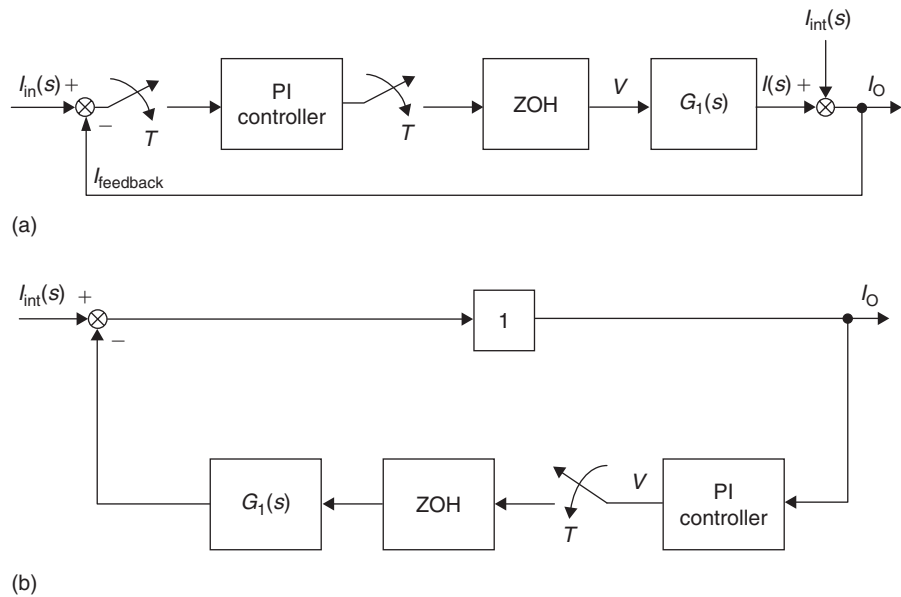 I_int(s)
I_in(s) +
−
T
PI
controller
T
ZOH
V
G_1(s)
I(s) +
I_O
I_feedback
(a)
I_int(s) +
−
1
I_O
G_1(s)
ZOH
T
V
PI
controller
(b)